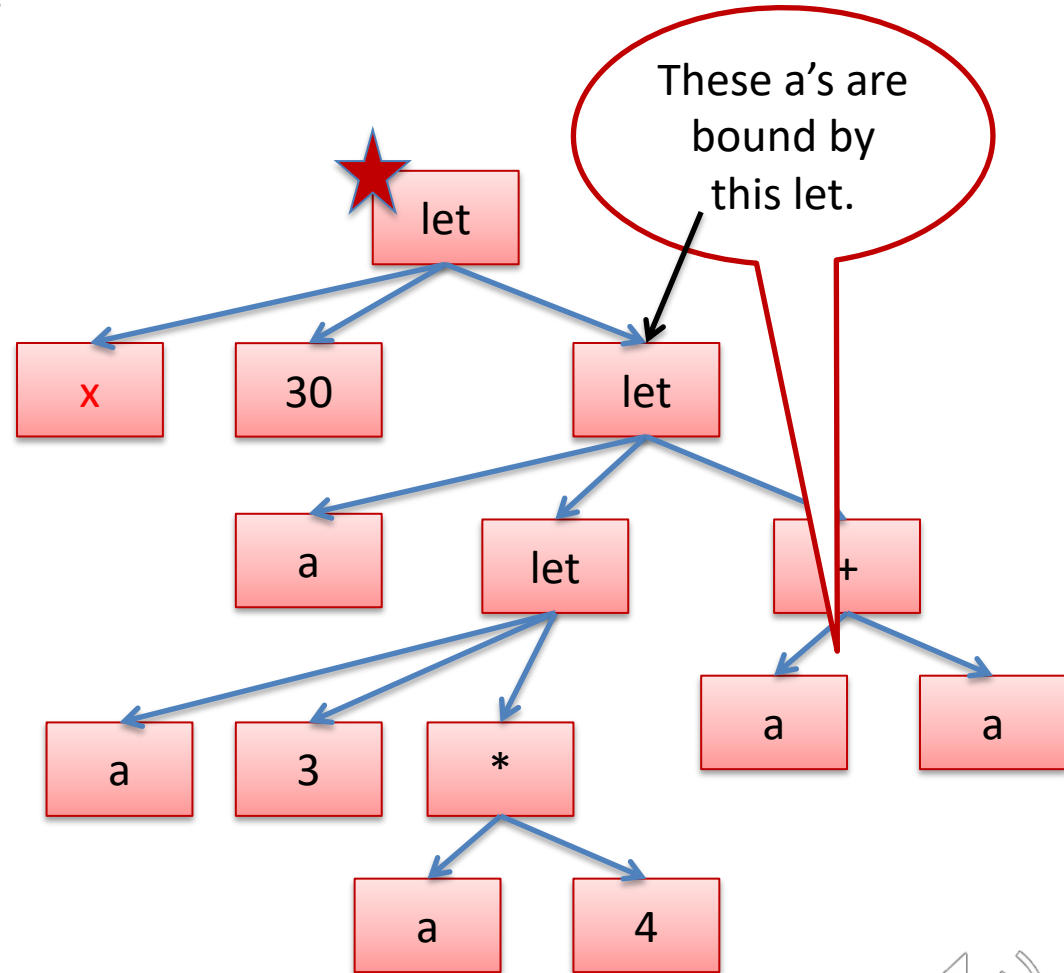 These a’s are
bound by
this let.
let
x
30
let
a
let
+
a
a
a
3
*
a
4